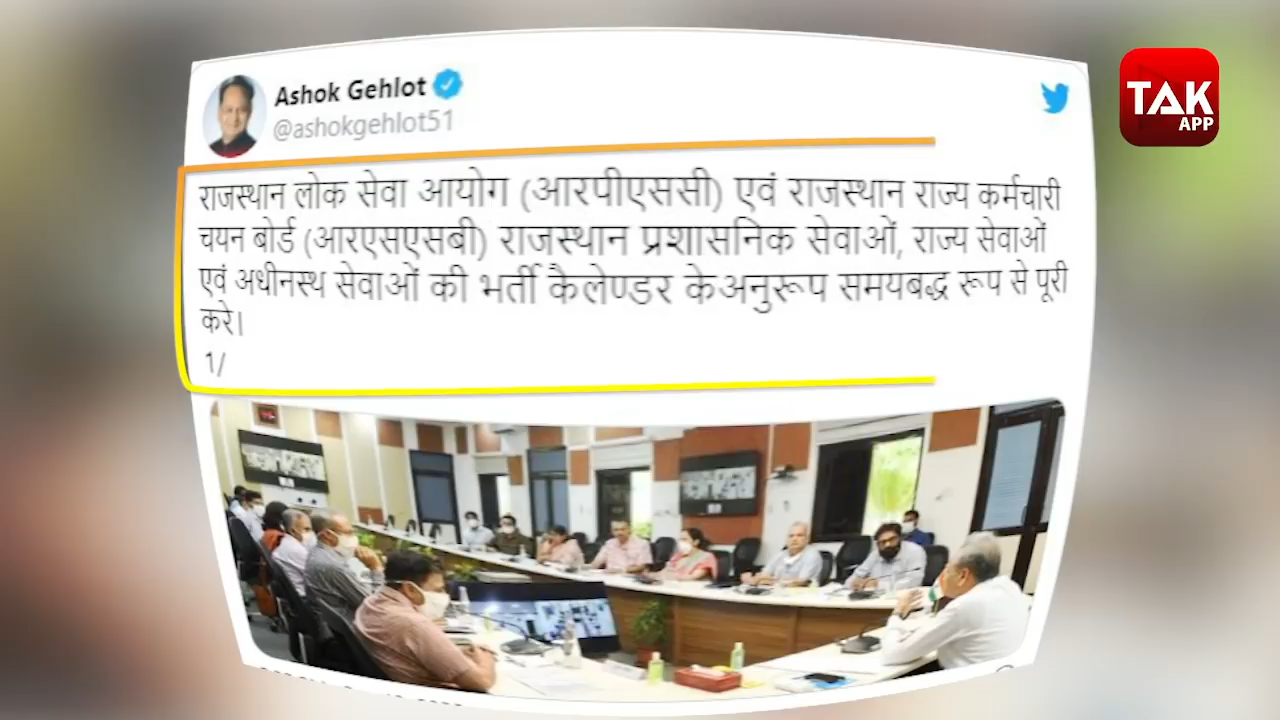 Ashok Gehlot
@ashokgehlot51
TAK
APP
राजस्थान लोक सेवा आयोग (आरपीएससी) एवं राजस्थान राज्य कर्मचारी
चयन बोर्ड (आरएसएसबी) राजस्थान प्रशासनिक सेवाओं, राज्य सेवाओं
एवं अधीनस्थ सेवाओं की भर्ती कैलेण्डर केअनुरूप समयबद्ध रूप से पूरी
करे।
1/